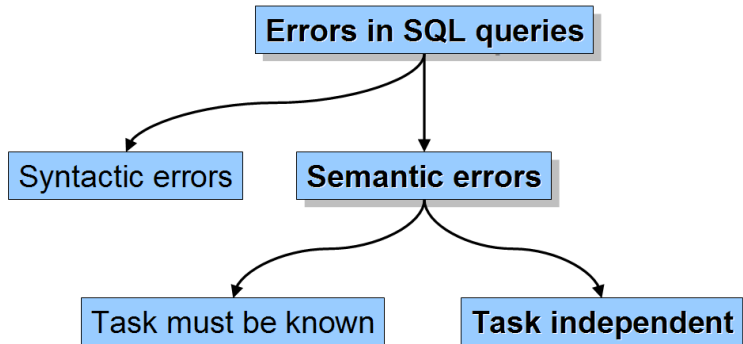 Errors in SQL queries
Syntactic errors
Semantic errors
Task must be known
Task independent